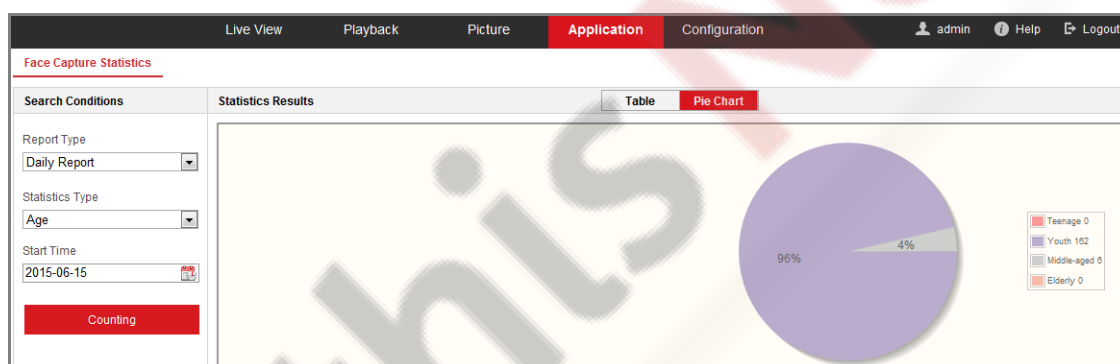 Live View Playback Picture Application Configuration admin Help Logout
Face Capture Statistics
Search Conditions
Statistics Results
Table Pie Chart
Report Type
Daily Report
Statistics Type
Age
Start Time
2015-06-15
Counting
96%
4%
Teenage 0
Youth 162
Middle-aged 6
Elderly 0
this